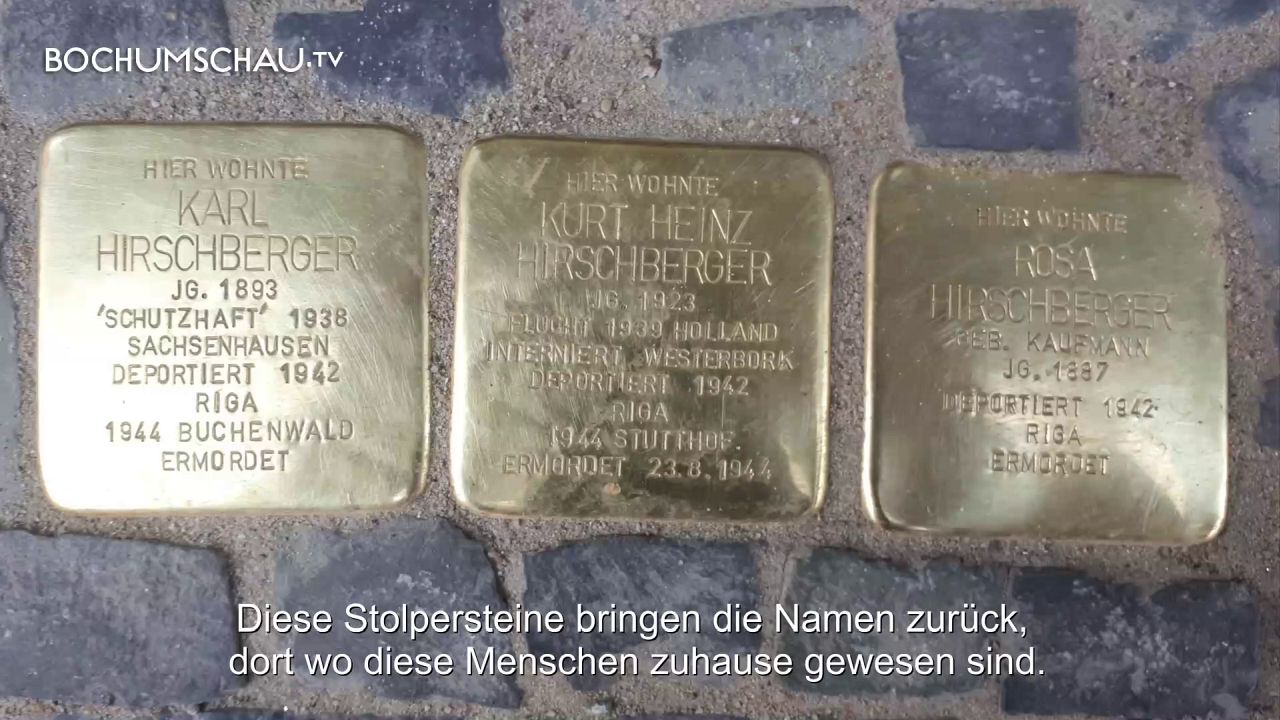 BOCHUMSCHAU.TV
HIER WOHNTE
KARL
HIRSCHBERGER
JG. 1893
'SCHUTZHAFT' 1938
SACHSENHAUSEN
DEPORTIERT 1942
RIGA
1944 BUCHENWALD
ERMORDET
HIER WOHNTE
KURT HEINZ
HIRSCHBERGER
JG. 1923
FLUCHT 1939 HOLLAND
INTERNIERT WESTERBORK
DEPORTIERT 1942
RIGA
1944 STUTTHOF
ERMORDET 23.8.1944
HIER WOHNTE
ROSA
HIRSCHBERGER
GEB. KAUFMANN
JG. 1887
DEPORTIERT 1942
RIGA
ERMORDET
Diese Stolpersteine bringen die Namen zurück,
dort wo diese Menschen zuhause gewesen sind.